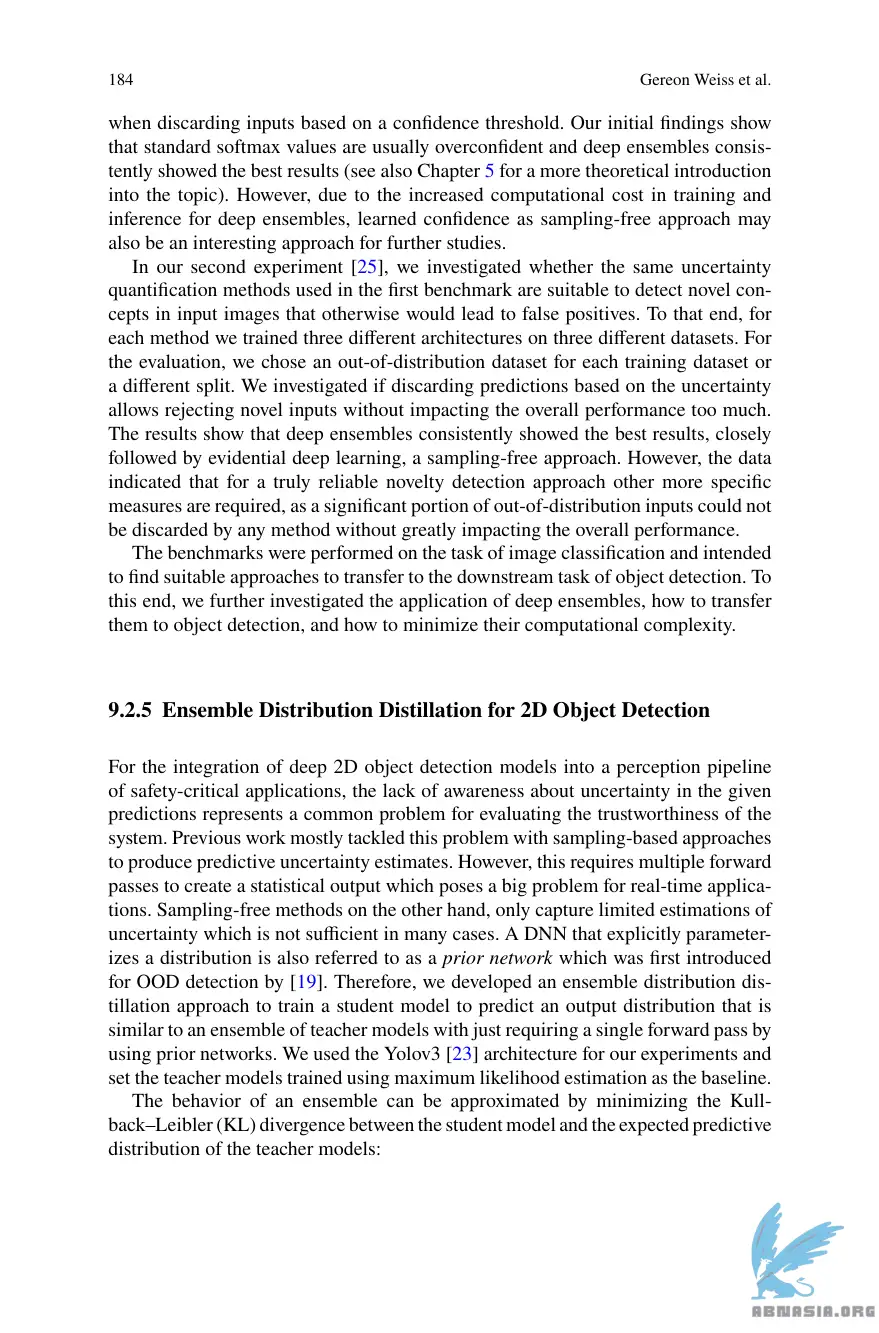 184
Gereon Weiss et al.
when discarding inputs based on a confidence threshold. Our initial findings show
that standard softmax values are usually overconfident and deep ensembles consis-
tently showed the best results (see also Chapter 5 for a more theoretical introduction
into the topic). However, due to the increased computational cost in training and
inference for deep ensembles, learned confidence as sampling-free approach may
also be an interesting approach for further studies.
In our second experiment [25], we investigated whether the same uncertainty
quantification methods used in the first benchmark are suitable to detect novel con-
cepts in input images that otherwise would lead to false positives. To that end, for
each method we trained three different architectures on three different datasets. For
the evaluation, we chose an out-of-distribution dataset for each training dataset or
a different split. We investigated if discarding predictions based on the uncertainty
allows rejecting novel inputs without impacting the overall performance too much.
The results show that deep ensembles consistently showed the best results, closely
followed by evidential deep learning, a sampling-free approach. However, the data
indicated that for a truly reliable novelty detection approach other more specific
measures are required, as a significant portion of out-of-distribution inputs could not
be discarded by any method without greatly impacting the overall performance.
The benchmarks were performed on the task of image classification and intended
to find suitable approaches to transfer to the downstream task of object detection. To
this end, we further investigated the application of deep ensembles, how to transfer
them to object detection, and how to minimize their computational complexity.
9.2.5 Ensemble Distribution Distillation for 2D Object Detection
For the integration of deep 2D object detection models into a perception pipeline
of safety-critical applications, the lack of awareness about uncertainty in the given
predictions represents a common problem for evaluating the trustworthiness of the
system. Previous work mostly tackled this problem with sampling-based approaches
to produce predictive uncertainty estimates. However, this requires multiple forward
passes to create a statistical output which poses a big problem for real-time applica-
tions. Sampling-free methods on the other hand, only capture limited estimations of
uncertainty which is not sufficient in many cases. A DNN that explicitly parameter-
izes a distribution is also referred to as a prior network which was first introduced
for OOD detection by [19]. Therefore, we developed an ensemble distribution dis-
tillation approach to train a student model to predict an output distribution that is
similar to an ensemble of teacher models with just requiring a single forward pass by
using prior networks. We used the Yolov3 [23] architecture for our experiments and
set the teacher models trained using maximum likelihood estimation as the baseline.
The behavior of an ensemble can be approximated by minimizing the Kull-
back–Leibler (KL) divergence between the student model and the expected predictive
distribution of the teacher models:
ABNASIA.ORG